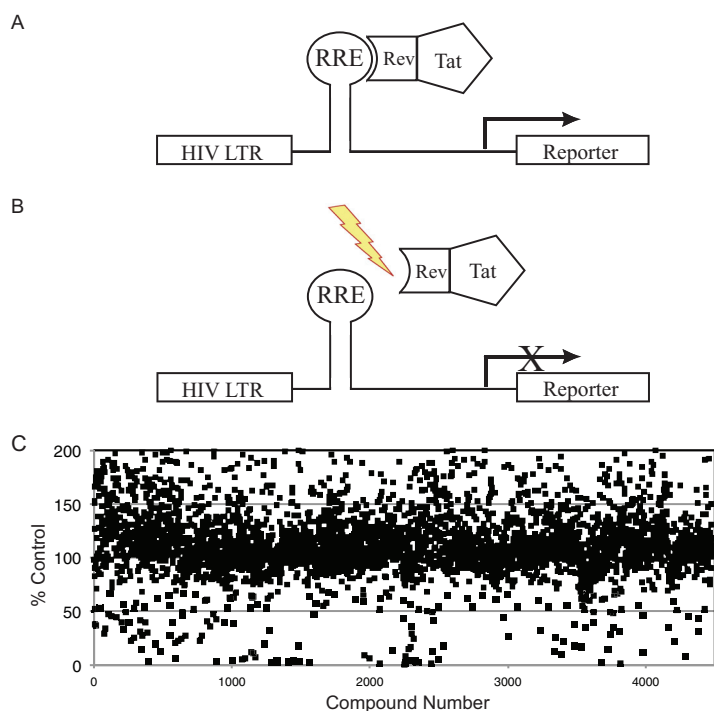 A
RRE Rev Tat
HIV LTR Reporter
B
RRE Rev Tat
X
HIV LTR Reporter
C
200
150
100
50
0
% Control
0 1000 2000 3000 4000
Compound Number